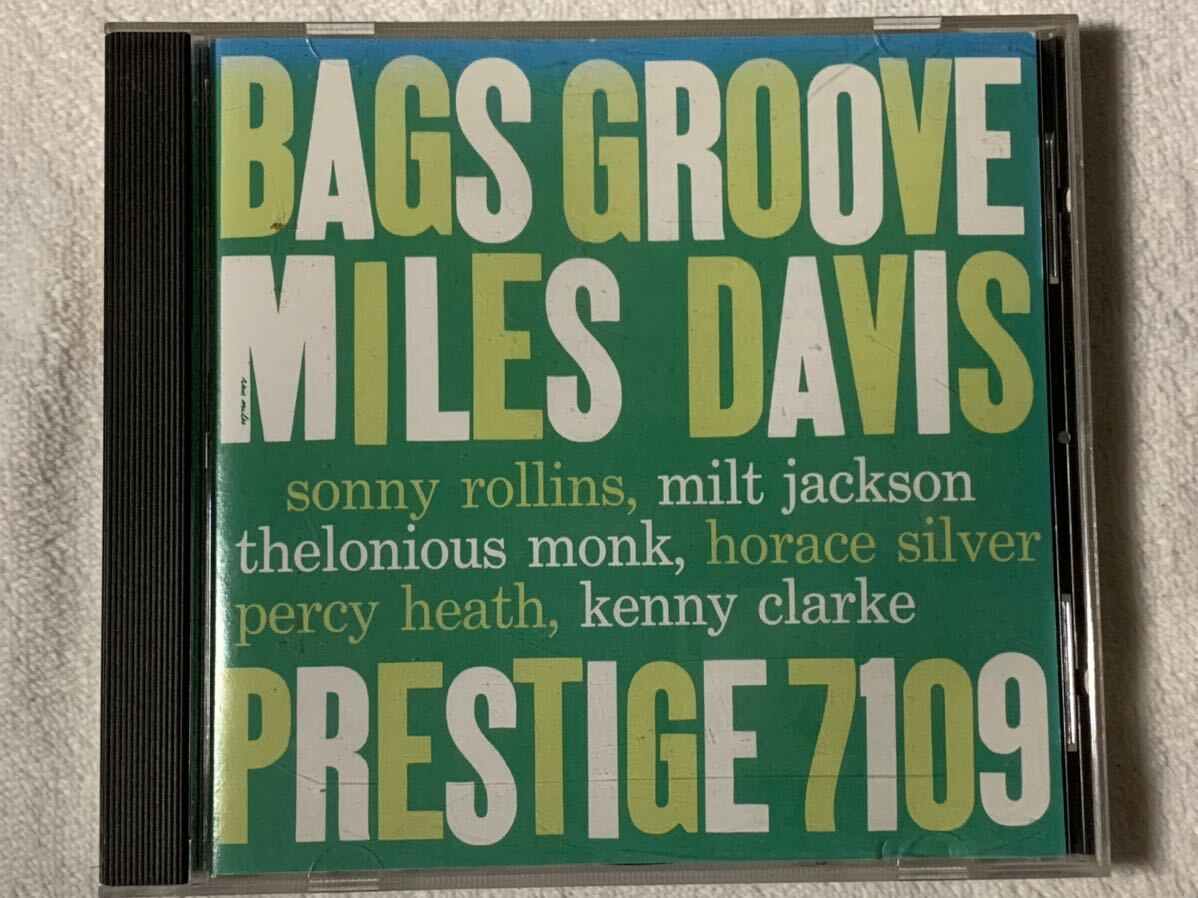 BAGS GROOVE
MILES DAVIS
sonny rollins, milt jackson
thelonious monk, horace silver
percy heath, kenny clarke
PRESTIGE 7109